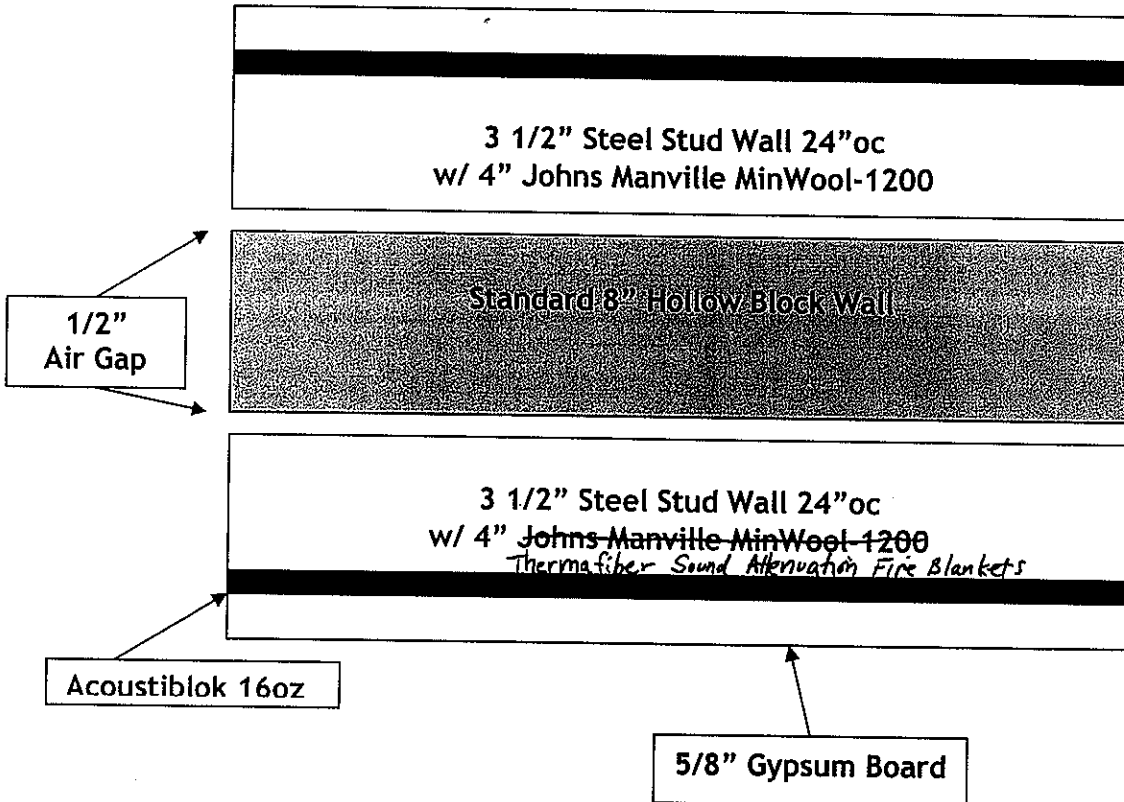 3 1/2” Steel Stud Wall 24”oc
w/ 4” Johns Manville MinWool-1200
Standard 8” Hollow Block Wall
1/2”
Air Gap
3 1/2” Steel Stud Wall 24”oc
w/ 4” Johns Manville MinWool-1200
Thermafiber Sound Attenuation Fire Blankets
Acoustiblok 16oz
5/8” Gypsum Board